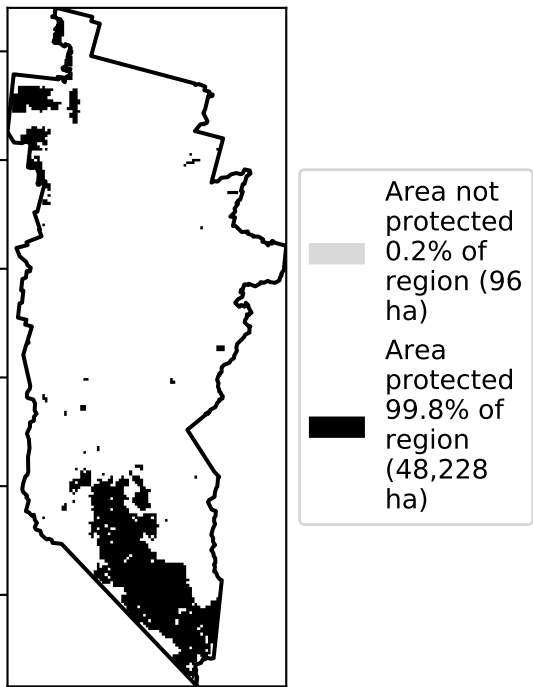 Area not
protected
0.2% of
region (96
ha)
Area
protected
99.8% of
region
(48,228
ha)